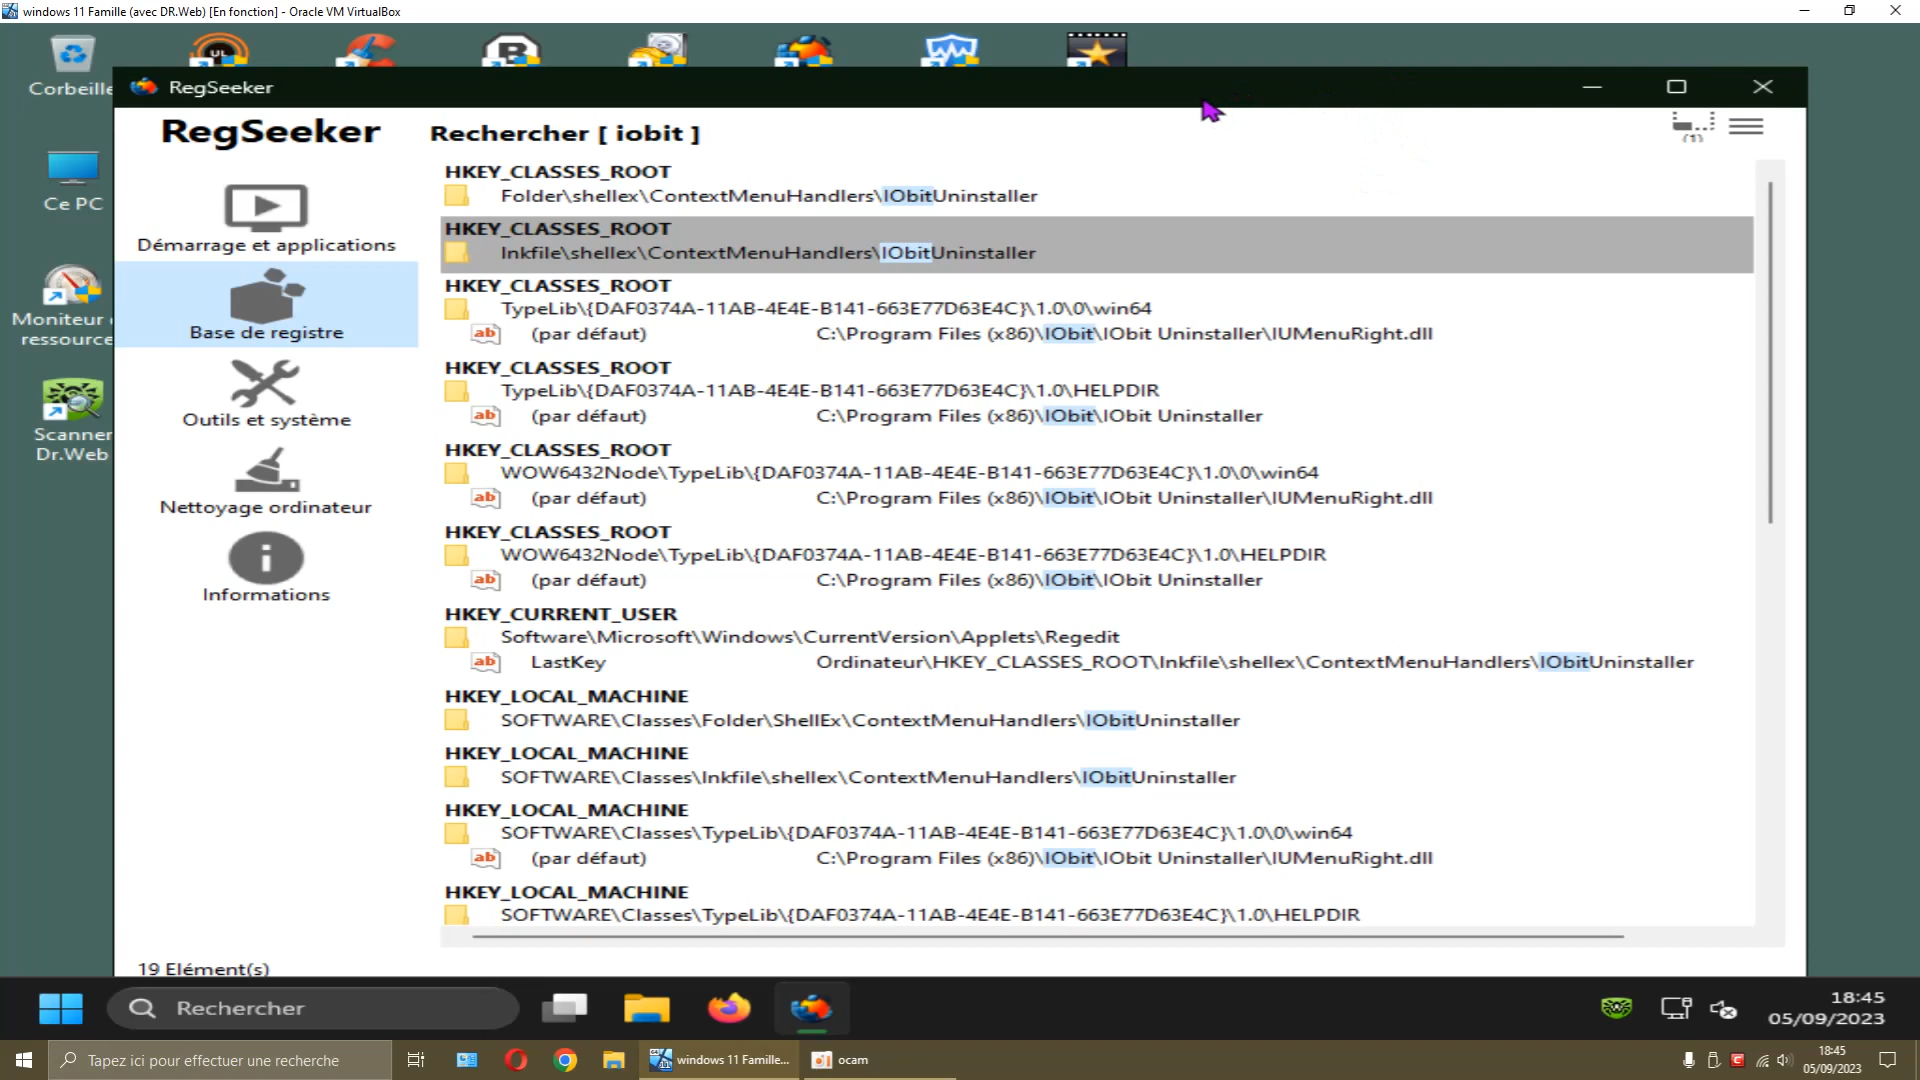 windows 11 Famille (avec DR.Web) [En fonction] - Oracle VM VirtualBox
Corbeille
RegSeeker
RegSeeker
Rechercher [ iobit ]
(1)
Ce PC
Démarrage et applications
Base de registre
Moniteur
ressource
Outils et système
Scanner
Dr.Web
Nettoyage ordinateur
Informations
HKEY_CLASSES_ROOT
Folder\shellex\ContextMenuHandlers\IObitUninstaller
HKEY_CLASSES_ROOT
lnkfile\shellex\ContextMenuHandlers\IObitUninstaller
HKEY_CLASSES_ROOT
TypeLib\{DAF0374A-11AB-4E4E-B141-663E77D63E4C}\1.0\0\win64
ab (par défaut) C:\Program Files (x86)\IObit\IObit Uninstaller\IUMenuRight.dll
HKEY_CLASSES_ROOT
TypeLib\{DAF0374A-11AB-4E4E-B141-663E77D63E4C}\1.0\HELPDIR
ab (par défaut) C:\Program Files (x86)\IObit\IObit Uninstaller
HKEY_CLASSES_ROOT
WOW6432Node\TypeLib\{DAF0374A-11AB-4E4E-B141-663E77D63E4C}\1.0\0\win64
ab (par défaut) C:\Program Files (x86)\IObit\IObit Uninstaller\IUMenuRight.dll
HKEY_CLASSES_ROOT
WOW6432Node\TypeLib\{DAF0374A-11AB-4E4E-B141-663E77D63E4C}\1.0\HELPDIR
ab (par défaut) C:\Program Files (x86)\IObit\IObit Uninstaller
HKEY_CURRENT_USER
Software\Microsoft\Windows\CurrentVersion\Applets\Regedit
ab LastKey Ordinateur\HKEY_CLASSES_ROOT\lnkfile\shellex\ContextMenuHandlers\IObitUninstaller
HKEY_LOCAL_MACHINE
SOFTWARE\Classes\Folder\ShellEx\ContextMenuHandlers\IObitUninstaller
HKEY_LOCAL_MACHINE
SOFTWARE\Classes\lnkfile\shellex\ContextMenuHandlers\IObitUninstaller
HKEY_LOCAL_MACHINE
SOFTWARE\Classes\TypeLib\{DAF0374A-11AB-4E4E-B141-663E77D63E4C}\1.0\0\win64
ab (par défaut) C:\Program Files (x86)\IObit\IObit Uninstaller\IUMenuRight.dll
HKEY_LOCAL_MACHINE
SOFTWARE\Classes\TypeLib\{DAF0374A-11AB-4E4E-B141-663E77D63E4C}\1.0\HELPDIR
19 Elément(s)
Rechercher
18:45
05/09/2023
Tapez ici pour effectuer une recherche
windows 11 Famille...
ocam
18:45
05/09/2023